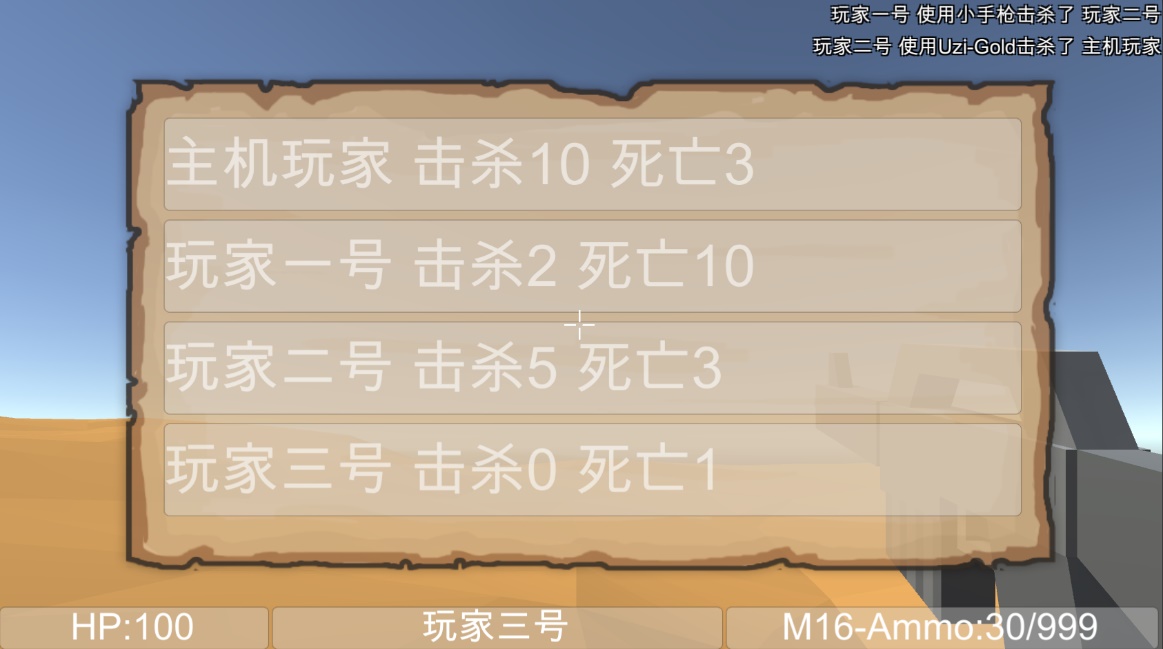 玩家一号 使用小手枪击杀了 玩家二号
玩家二号 使用Uzi-Gold击杀了 主机玩家
主机玩家 击杀10 死亡3
玩家一号 击杀2 死亡10
玩家二号 击杀5 死亡3
玩家三号 击杀0 死亡1
HP:100
玩家三号
M16-Ammo:30/999